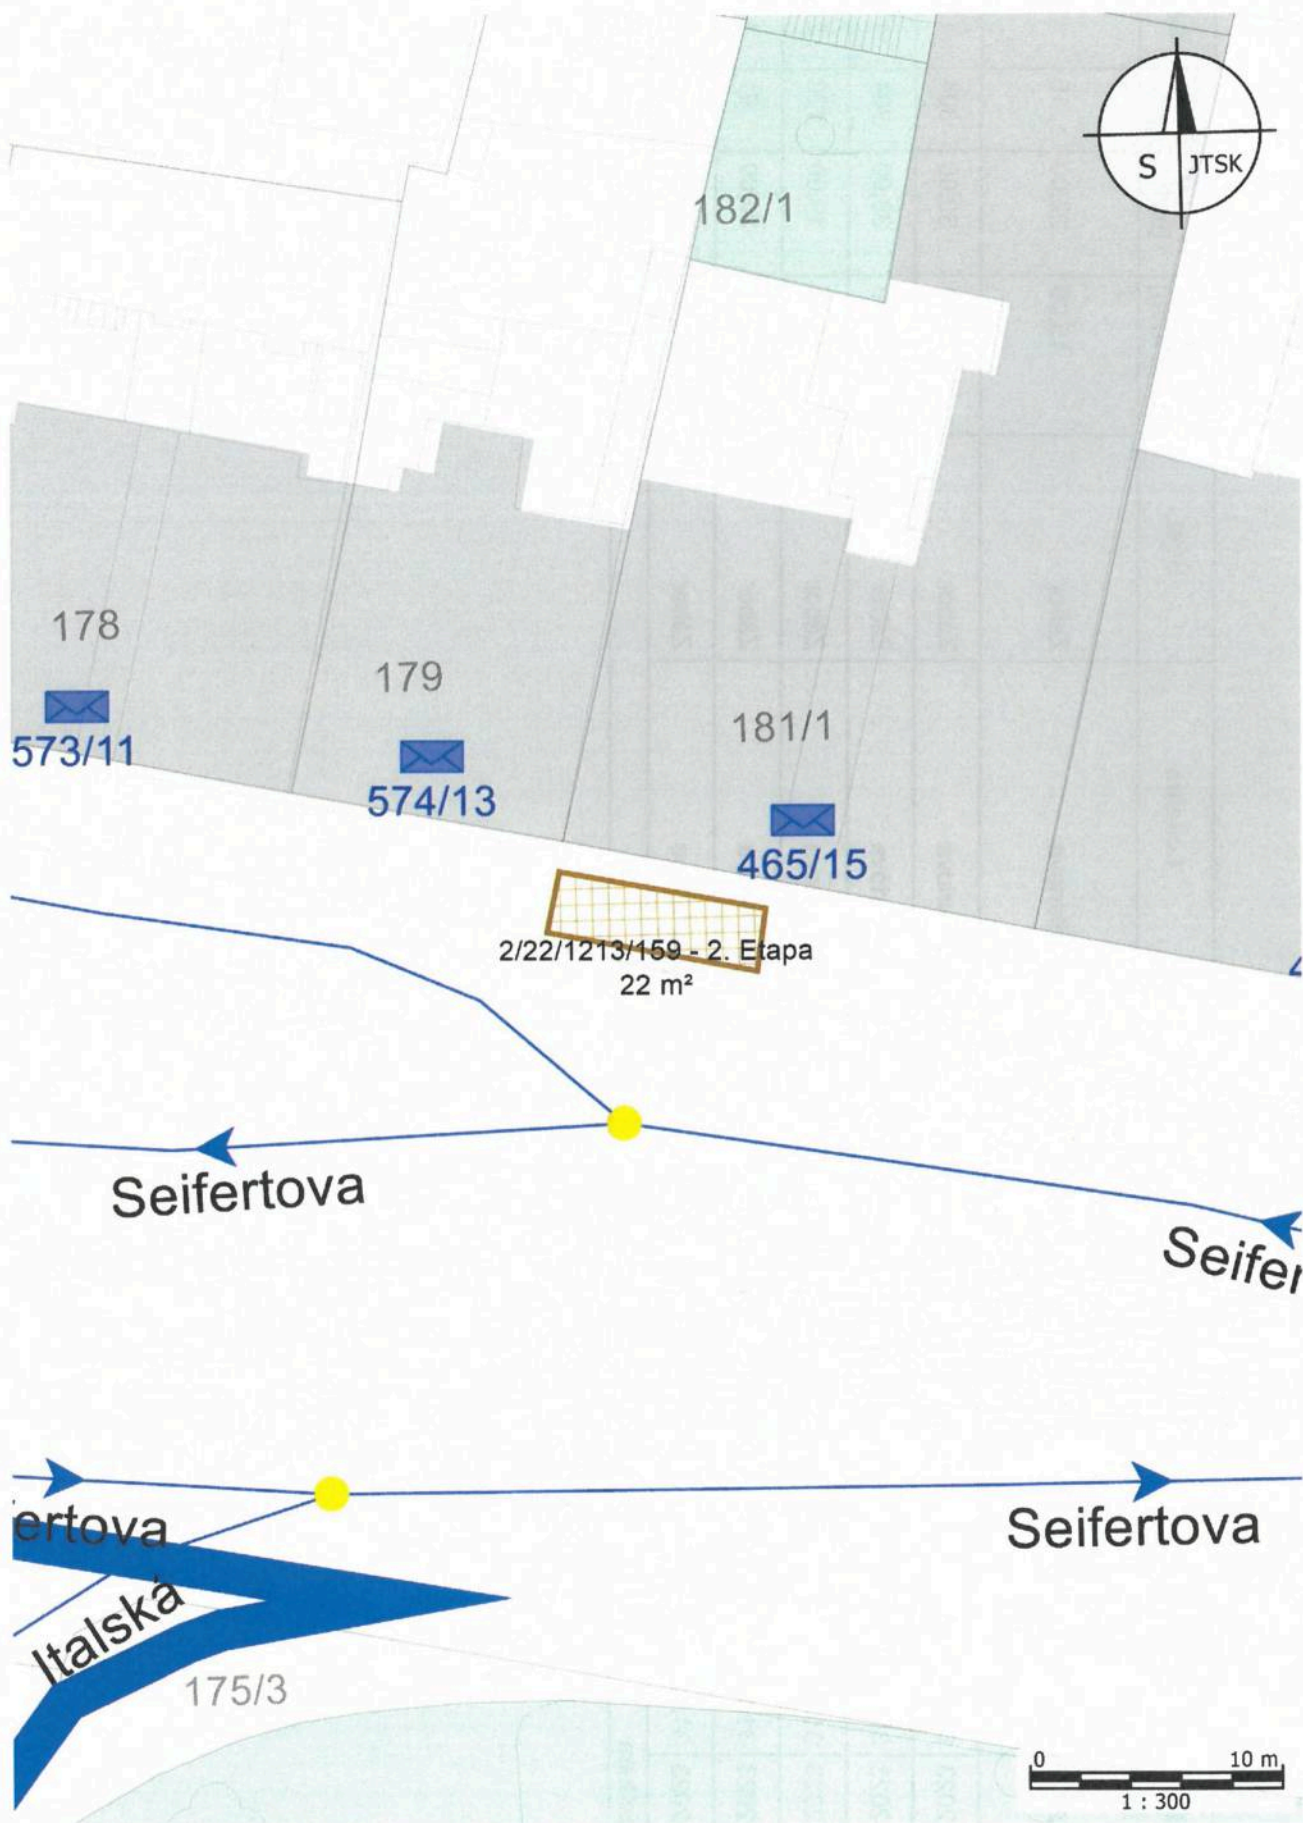 S JTSK
182/1
178
179
181/1
573/11
574/13
465/15
2/22/1213/159 - 2. Etapa
22 m²
4
Seifertova
Seifer
ertova
Seifertova
Italská
175/3
0 10 m
1 : 300